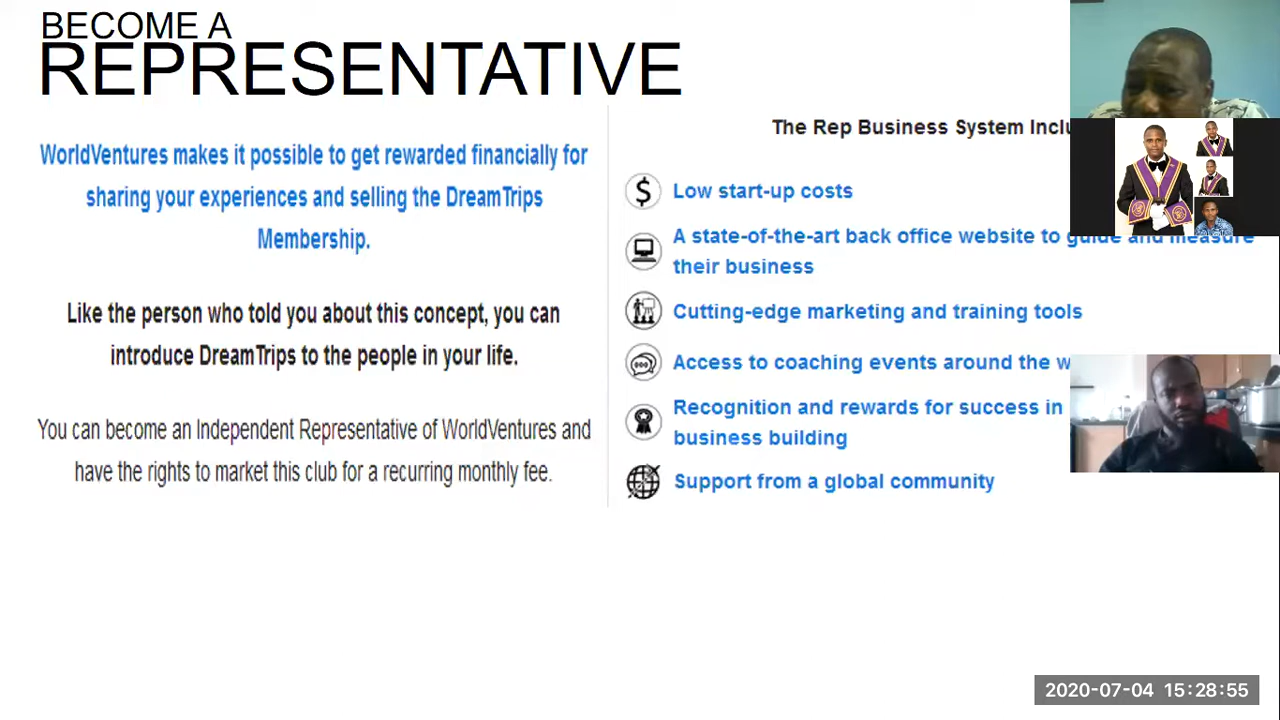 BECOME A
REPRESENTATIVE
WorldVentures makes it possible to get rewarded financially for
sharing your experiences and selling the DreamTrips
Membership.
Like the person who told you about this concept, you can
introduce DreamTrips to the people in your life.
You can become an Independent Representative of WorldVentures and
have the rights to market this club for a recurring monthly fee.
The Rep Business System
Low start-up costs
A state-of-the-art back office website to guide and measure
their business
Cutting-edge marketing and training tools
Access to coaching events around the
Recognition and rewards for success in
business building
Support from a global community
2020-07-04 15:28:55